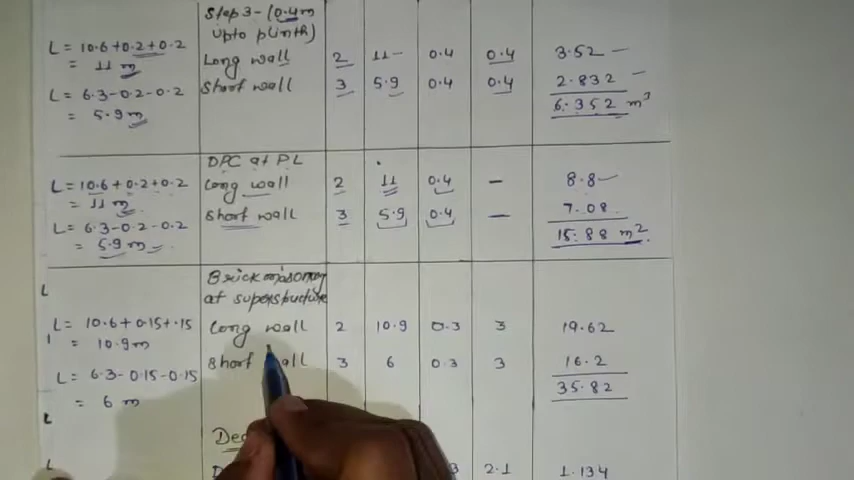 Step 3 - (0.4m
upto plinth)
L = 10.6+0.2+0.2
= 11 m
Long wall 2 11 - 0.4 0.4 3.52
L = 6.3-0.2-0.2
= 5.9 m
Short wall 3 5.9 0.4 0.4 2.832
6.352 m³
DPC at PL
L = 10.6+0.2+0.2
= 11 m
Long wall 2 11 0.4 - 8.8
L = 6.3-0.2-0.2
= 5.9 m
Short wall 3 5.9 0.4 - 7.08
15.88 m²
L
Brick masonry
at superstucture
L = 10.6+0.15+.15
= 10.9m
Long wall 2 10.9 0.3 3 19.62
L = 6.3-0.15-0.15
= 6 m
Short all 3 6 0.3 3 16.2
35.82
L
L
2.1 1.134